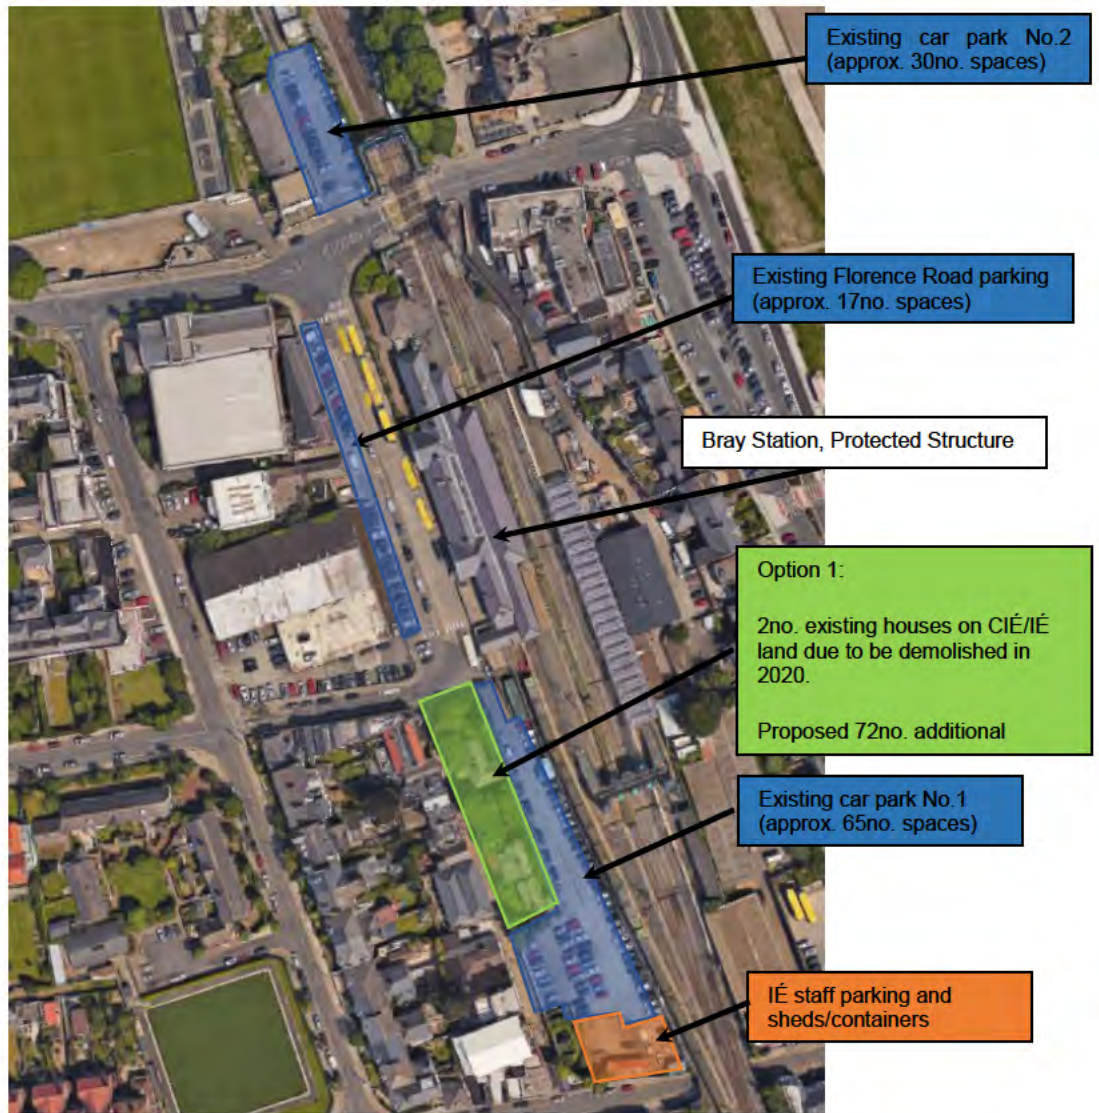 Existing car park No.2
(approx. 30no. spaces)
Existing Florence Road parking
(approx. 17no. spaces)
Bray Station, Protected Structure
Option 1:
2no. existing houses on CIÉ/IÉ
land due to be demolished in
2020.
Proposed 72no. additional
Existing car park No.1
(approx. 65no. spaces)
IÉ staff parking and
sheds/containers